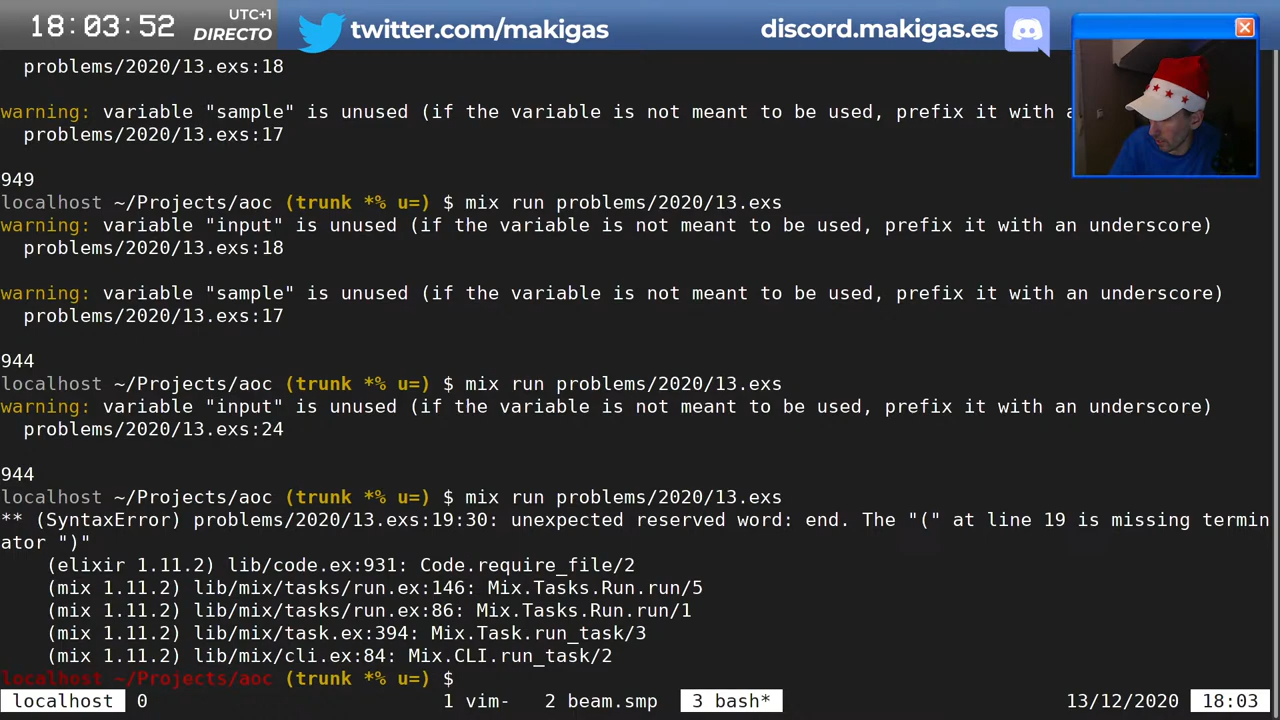 18:03:52
UTC+1
DIRECTO
twitter.com/makigas
discord.makigas.es
problems/2020/13.exs:18
warning: variable "sample" is unused (if the variable is not meant to be used, prefix it with a
problems/2020/13.exs:17
949
localhost ~/Projects/aoc (trunk *% u=) $ mix run problems/2020/13.exs
warning: variable "input" is unused (if the variable is not meant to be used, prefix it with an underscore)
problems/2020/13.exs:18
warning: variable "sample" is unused (if the variable is not meant to be used, prefix it with an underscore)
problems/2020/13.exs:17
944
localhost ~/Projects/aoc (trunk *% u=) $ mix run problems/2020/13.exs
warning: variable "input" is unused (if the variable is not meant to be used, prefix it with an underscore)
problems/2020/13.exs:24
944
localhost ~/Projects/aoc (trunk *% u=) $ mix run problems/2020/13.exs
** (SyntaxError) problems/2020/13.exs:19:30: unexpected reserved word: end. The "(" at line 19 is missing termin
ator ")"
(elixir 1.11.2) lib/code.ex:931: Code.require_file/2
(mix 1.11.2) lib/mix/tasks/run.ex:146: Mix.Tasks.Run.run/5
(mix 1.11.2) lib/mix/tasks/run.ex:86: Mix.Tasks.Run.run/1
(mix 1.11.2) lib/mix/task.ex:394: Mix.Task.run_task/3
(mix 1.11.2) lib/mix/cli.ex:84: Mix.CLI.run_task/2
localhost ~/Projects/aoc (trunk *% u=) $
localhost 0 1 vim- 2 beam.smp 3 bash* 13/12/2020 18:03